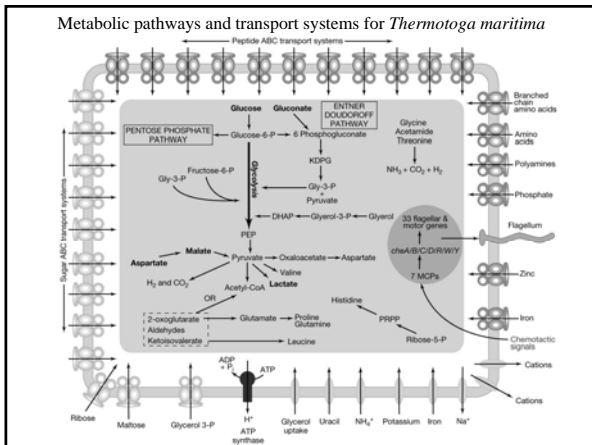 Metabolic pathways and transport systems for Thermotoga maritima
Peptide ABC transport systems
Sugar ABC transport systems
Glucose
Gluconate
ENTNER
DOUDOROFF
PATHWAY
PENTOSE PHOSPHATE
PATHWAY
Glucose-6-P
6 Phosphogluconate
Glycine
Acetamide
Threonine
NH3 + CO2 + H2
KDPG
Fructose-6-P
Gly-3-P
Glycolysis
Gly-3-P
+
Pyruvate
DHAP
Glyerol-3-P
Glyerol
PEP
Malate
Aspartate
Pyruvate
Oxaloacetate
Aspartate
Valine
H2 and CO2
Lactate
Acetyl-CoA
OR
2-oxoglutarate
Aldehydes
Ketoisovalerate
Glutamate
Proline
Glutamine
Leucine
Histidine
PRPP
Ribose-5-P
33 flagellar &
motor genes
cheA/B/C/D/R/W/Y
7 MCPs
Branched
chain
amino acids
Amino
acids
Polyamines
Phosphate
Flagellum
Zinc
Iron
Chemotactic
signals
Cations
Cations
Ribose
Maltose
Glycerol 3-P
ADP
+ Pi
ATP
H+
ATP
synthase
Glycerol
uptake
Uracil
NH4+
Potassium
Iron
Na+